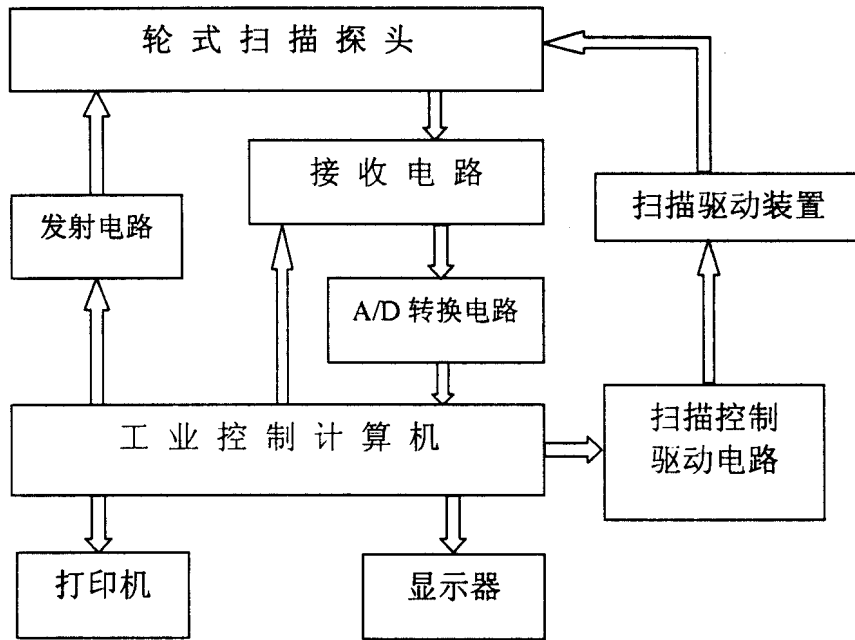 轮式扫描探头
接收电路
发射电路
扫描驱动装置
A/D 转换电路
工业控制计算机
扫描控制
驱动电路
打印机
显示器